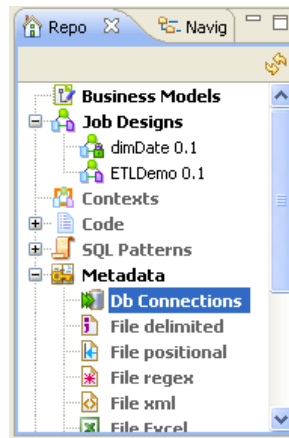 Repo Navig
Business Models
Job Designs
dimDate 0.1
ETLDemo 0.1
Contexts
Code
SQL Patterns
Metadata
Db Connections
File delimited
File positional
File regex
File xml
File Excel